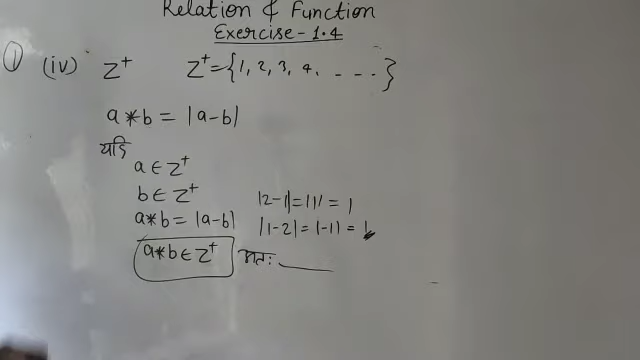 Relation & Function
Exercise-1.4
① (iv) Z⁺ Z⁺={1, 2, 3, 4, - - - -}
a*b = |a-b|
यदि
a ∈ Z⁺
b ∈ Z⁺ |2-1|=|1| = 1
a*b = |a-b| |1-2| = |-1| = 1
a*b ∈ Z⁺ अतः ———